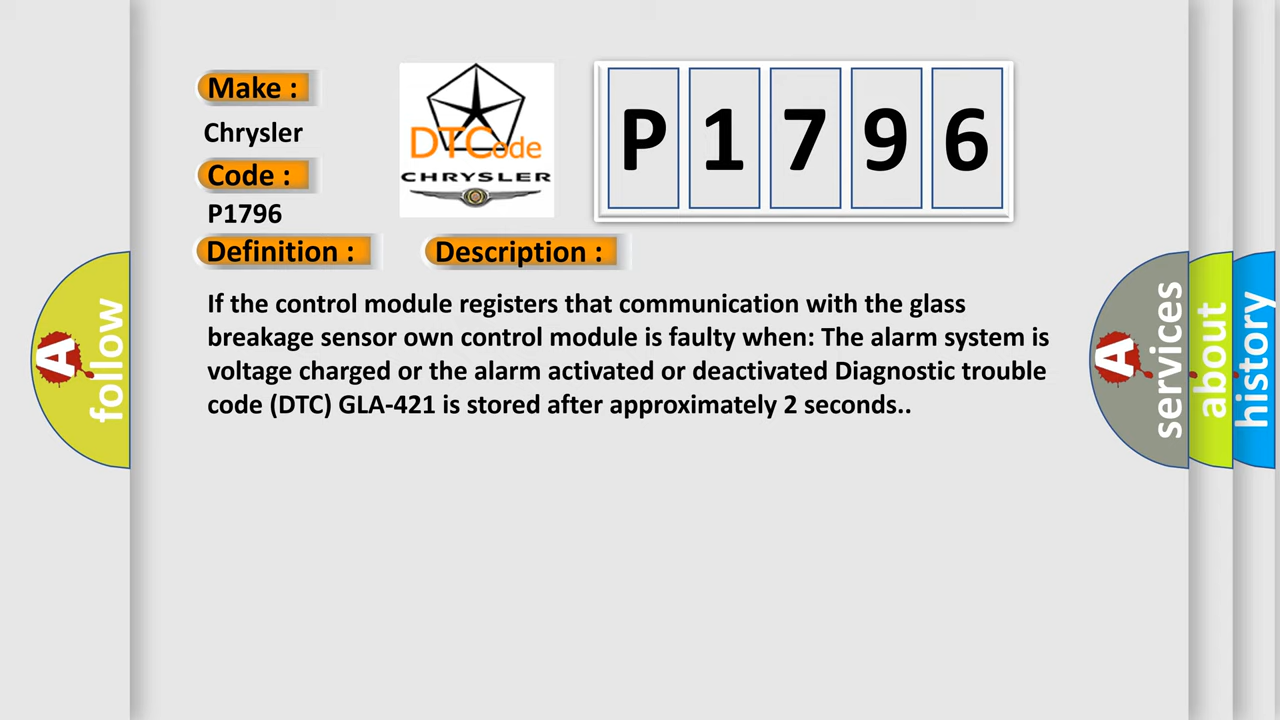 Make :
Chrysler
Code :
P1796
Definition :
Description :
DTCode
CHRYSLER
P 1 7 9 6
If the control module registers that communication with the glass
breakage sensor own control module is faulty when: The alarm system is
voltage charged or the alarm activated or deactivated Diagnostic trouble
code (DTC) GLA-421 is stored after approximately 2 seconds..
A
follow
A
services
about
history